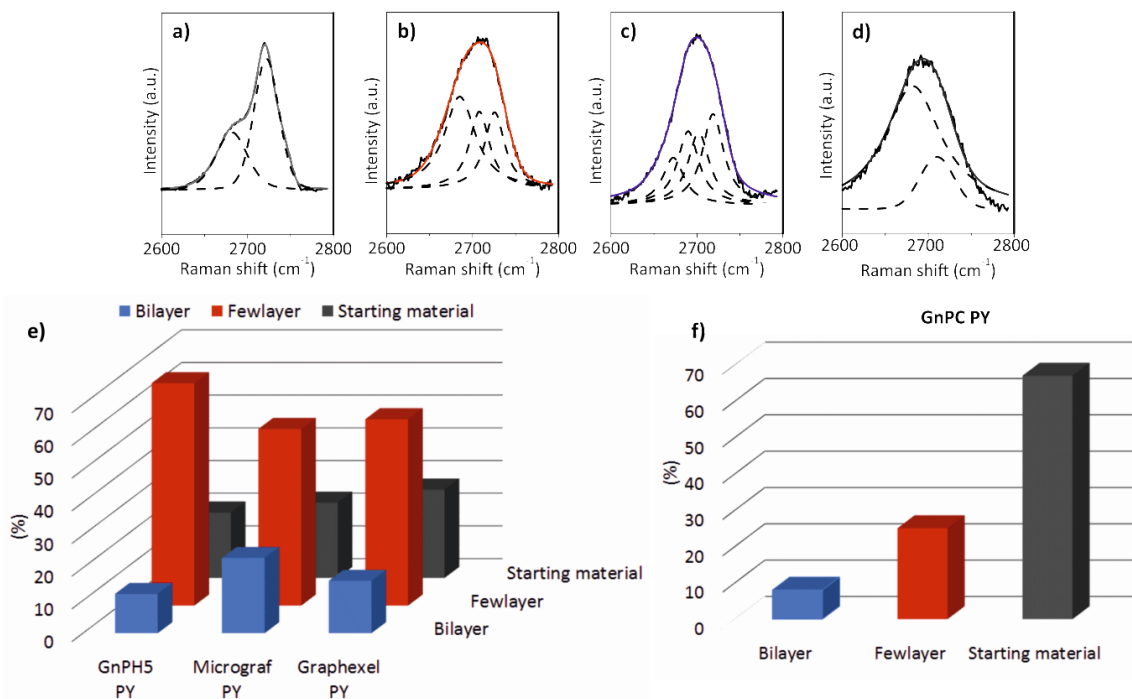 a)
b)
c)
d)
Intensity (a.u.)
Intensity (a.u.)
Intensity (a.u.)
Intensity (a.u.)
2600 2700 2800
2600 2700 2800
2600 2700 2800
2600 2700 2800
Raman shift (cm⁻¹)
Raman shift (cm⁻¹)
Raman shift (cm⁻¹)
Raman shift (cm⁻¹)
Bilayer Fewlayer Starting material
e)
70
60
50
40
30
20
10
0
(%)
Starting material
Fewlayer
Bilayer
GnPH5 Micrograf Graphexel
PY PY PY
GnPC PY
f)
70
60
50
40
30
20
10
0
(%)
Bilayer Fewlayer Starting material